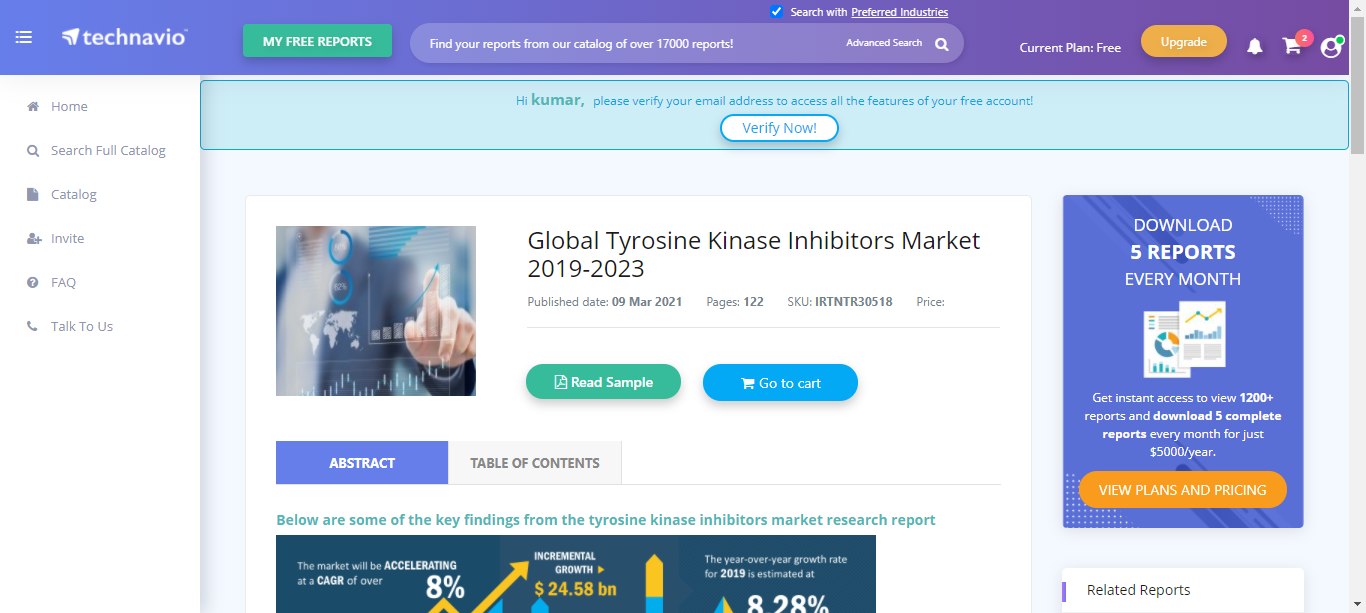 Search with Preferred Industries
technavio
MY FREE REPORTS
Find your reports from our catalog of over 17000 reports!
Advanced Search
Current Plan: Free
Upgrade
2
Home
Search Full Catalog
Catalog
Invite
FAQ
Talk To Us
Hi kumar, please verify your email address to access all the features of your free account!
Verify Now!
Global Tyrosine Kinase Inhibitors Market
2019-2023
Published date: 09 Mar 2021 Pages: 122 SKU: IRTNTR30518 Price:
Read Sample
Go to cart
ABSTRACT
TABLE OF CONTENTS
Below are some of the key findings from the tyrosine kinase inhibitors market research report
The market will be ACCELERATING
at a CAGR of over
8%
INCREMENTAL
GROWTH
$ 24.58 bn
The year-over-year growth rate
for 2019 is estimated at
8.28%
DOWNLOAD
5 REPORTS
EVERY MONTH
Get instant access to view 1200+
reports and download 5 complete
reports every month for just
$5000/year.
VIEW PLANS AND PRICING
Related Reports